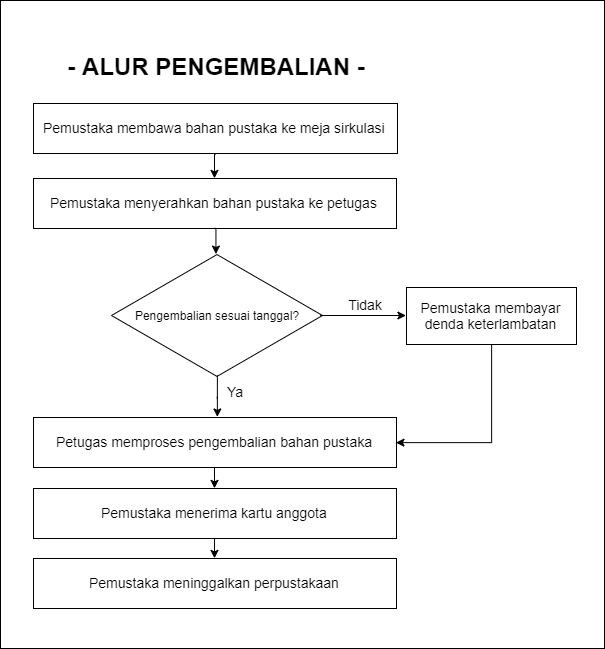 - ALUR PENGEMBALIAN -
Pemustaka membawa bahan pustaka ke meja sirkulasi
Pemustaka menyerahkan bahan pustaka ke petugas
Pengembalian sesuai tanggal?
Tidak
Pemustaka membayar
denda keterlambatan
Ya
Petugas memproses pengembalian bahan pustaka
Pemustaka menerima kartu anggota
Pemustaka meninggalkan perpustakaan